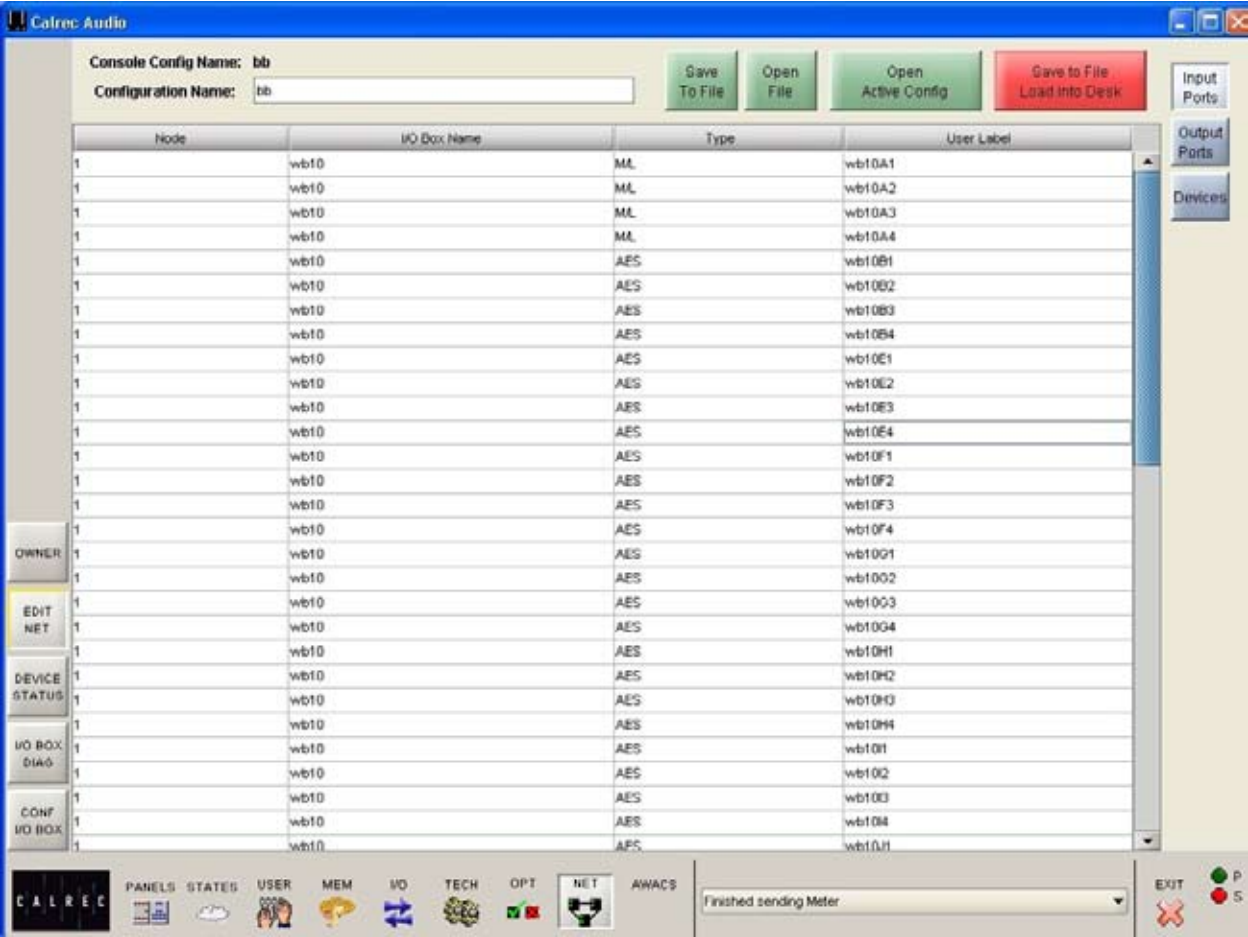 Calrec Audio
Console Config Name: bb
Configuration Name: bb
Save To File
Open File
Open Active Config
Save to File Load Into Desk
Input Ports
Output Ports
Devices
Node I/O Box Name Type User Label
1 wb10 M/L wb10A1
1 wb10 M/L wb10A2
1 wb10 M/L wb10A3
1 wb10 M/L wb10A4
1 wb10 AES wb10B1
1 wb10 AES wb10B2
1 wb10 AES wb10B3
1 wb10 AES wb10B4
1 wb10 AES wb10E1
1 wb10 AES wb10E2
1 wb10 AES wb10E3
1 wb10 AES wb10E4
1 wb10 AES wb10F1
1 wb10 AES wb10F2
1 wb10 AES wb10F3
1 wb10 AES wb10F4
1 wb10 AES wb10G1
1 wb10 AES wb10G2
1 wb10 AES wb10G3
1 wb10 AES wb10G4
1 wb10 AES wb10H1
1 wb10 AES wb10H2
1 wb10 AES wb10H3
1 wb10 AES wb10H4
1 wb10 AES wb10I1
1 wb10 AES wb10I2
1 wb10 AES wb10I3
1 wb10 AES wb10I4
1 wb10 AES wb10J1
OWNER
EDIT NET
DEVICE STATUS
I/O BOX DIAG
CONF I/O BOX
CALREC
PANELS STATES USER MEM I/O TECH OPT NET AWACS
Finished sending Meter
EXIT
P
S